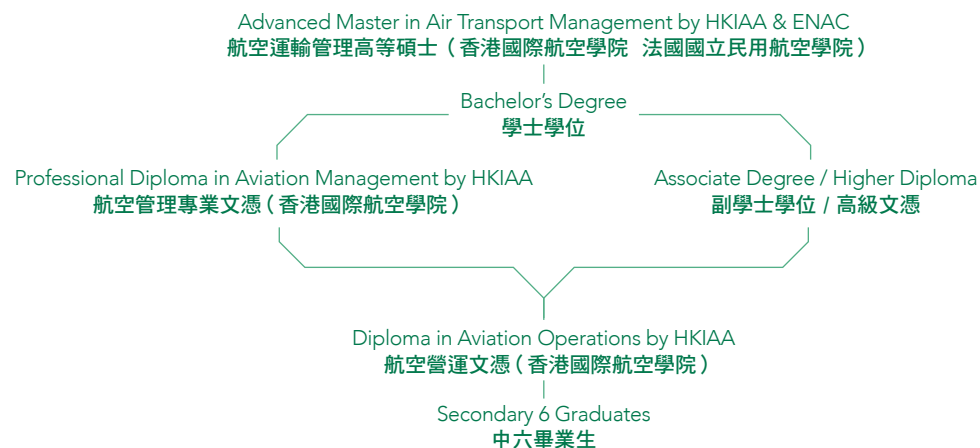 Advanced Master in Air Transport Management by HKIAA & ENAC
航空運輸管理高等碩士（香港國際航空學院 法國國立民用航空學院）
Bachelor's Degree
學士學位
Professional Diploma in Aviation Management by HKIAA
航空管理專業文憑（香港國際航空學院）
Associate Degree / Higher Diploma
副學士學位 / 高級文憑
Diploma in Aviation Operations by HKIAA
航空營運文憑（香港國際航空學院）
Secondary 6 Graduates
中六畢業生